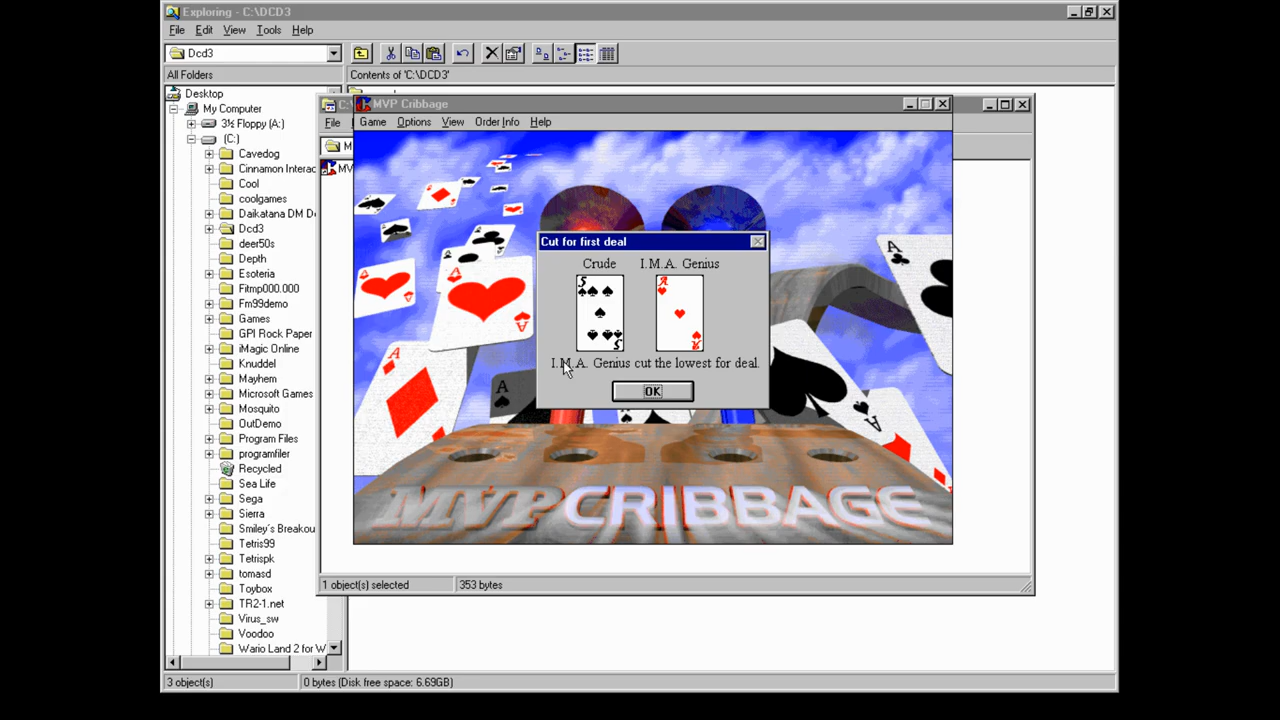 Exploring - C:\DCD3
File Edit View Tools Help
Dcd3
All Folders
Contents of 'C:\DCD3'
Desktop
My Computer
3½ Floppy (A:)
(C:)
Cavedog
Cinnamon Interac
Cool
coolgames
Daikatana DM D
Dcd3
deer50s
Depth
Esoteria
Fitmp000.000
Fm99demo
Games
GPI Rock Paper
iMagic Online
Knuddel
Mayhem
Microsoft Games
Mosquito
OutDemo
Program Files
programfiler
Recycled
Sea Life
Sega
Sierra
Smiley's Breakou
Tetris99
Tetrispk
tomasd
Toybox
TR2-1.net
Virus_sw
Voodoo
Wario Land 2 for W
3 object(s)
0 bytes (Disk free space: 6.69GB)
C:\
File
M
MV
1 object(s) selected
353 bytes
MVP Cribbage
Game Options View Order Info Help
Cut for first deal
Crude I.M.A. Genius
5 A
5 A
I.M.A. Genius cut the lowest for deal.
OK
A
A
A
A
A
A
A
A
MVP CRIBBAGE